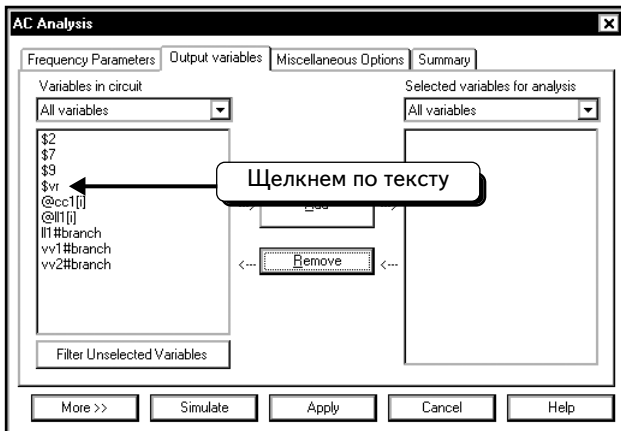 AC Analysis
Frequency Parameters Output variables Miscellaneous Options Summary
Variables in circuit Selected variables for analysis
All variables All variables
$2
$7
$9
$vr
Щелкнем по тексту
@cc1[i]
@ll1[i]
ll1#branch
vv1#branch
vv2#branch
<--- Remove <---
Filter Unselected Variables
More >> Simulate Apply Cancel Help